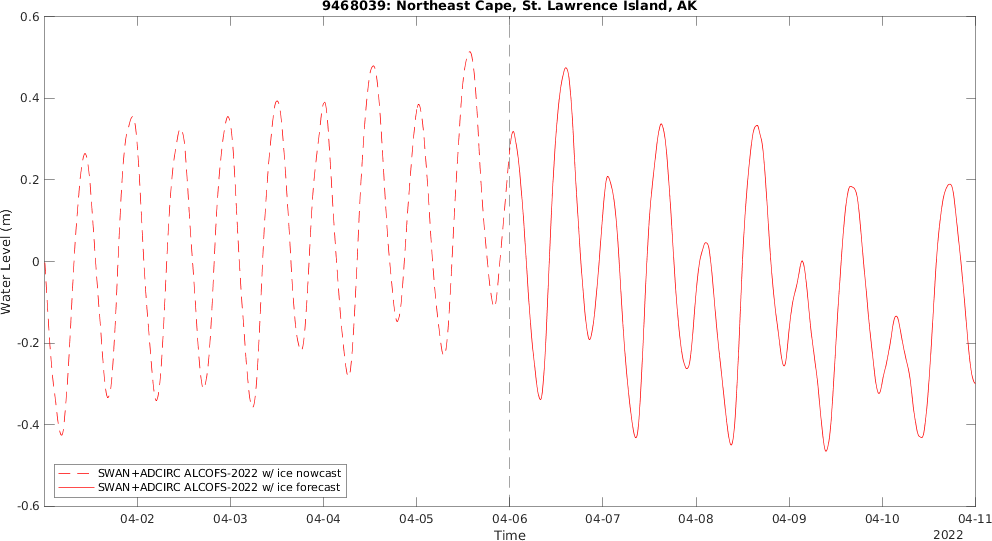 9468039: Northeast Cape, St. Lawrence Island, AK
0.6
0.4
0.2
0
-0.2
-0.4
-0.6
Water Level (m)
SWAN+ADCIRC ALCOFS-2022 w/ ice nowcast
SWAN+ADCIRC ALCOFS-2022 w/ ice forecast
04-02 04-03 04-04 04-05 04-06 04-07 04-08 04-09 04-10 04-11
Time
2022